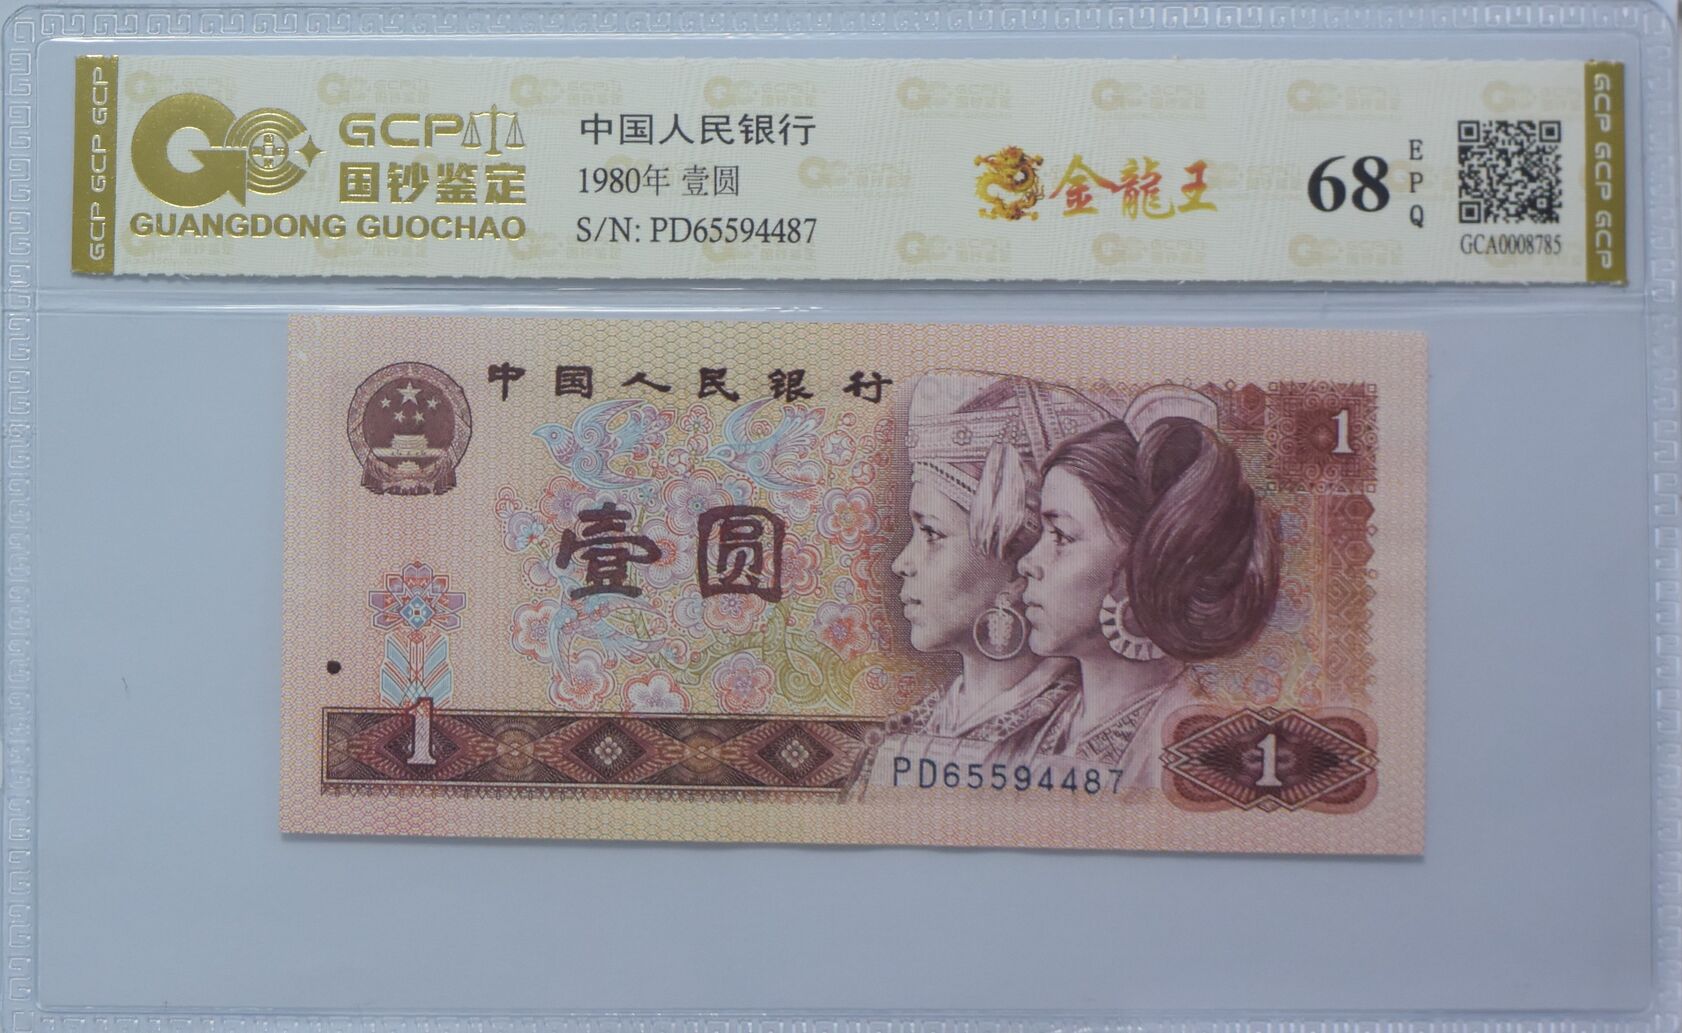 GCP GCP GCP
GCP
国钞鉴定
GUANGDONG GUOCHAO
中国人民银行
1980年 壹圆
S/N: PD65594487
金龍王
68
EPQ
GCA0008785
GCP GCP GCP
中国人民银行
1
壹圆
1
PD65594487
1